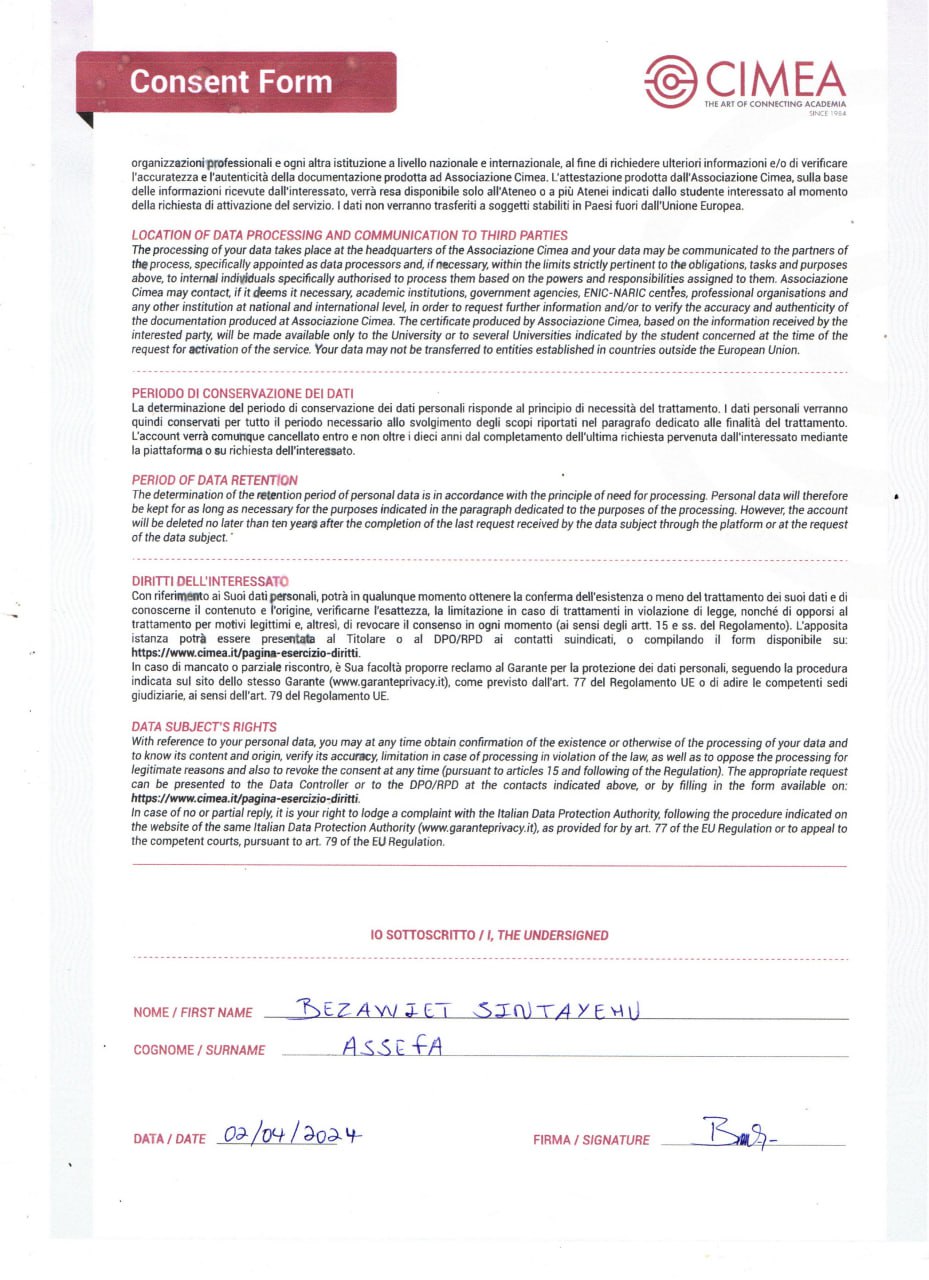 Consent Form
CIMEA
THE ART OF CONNECTING ACADEMIA
SINCE 1984
organizzazioni professionali e ogni altra istituzione a livello nazionale e internazionale, al fine di richiedere ulteriori informazioni e/o di verificare
l'accuratezza e l'autenticità della documentazione prodotta ad Associazione Cimea. L'attestazione prodotta dall'Associazione Cimea, sulla base
delle informazioni ricevute dall'interessato, verrà resa disponibile solo all'Ateneo o a più Atenei indicati dallo studente interessato al momento
della richiesta di attivazione del servizio. I dati non verranno trasferiti a soggetti stabiliti in Paesi fuori dall'Unione Europea.
LOCATION OF DATA PROCESSING AND COMMUNICATION TO THIRD PARTIES
The processing of your data takes place at the headquarters of the Associazione Cimea and your data may be communicated to the partners of
the process, specifically appointed as data processors and, if necessary, within the limits strictly pertinent to the obligations, tasks and purposes
above, to internal individuals specifically authorised to process them based on the powers and responsibilities assigned to them. Associazione
Cimea may contact, if it deems it necessary, academic institutions, government agencies, ENIC-NARIC centres, professional organisations and
any other institution at national and international level, in order to request further information and/or to verify the accuracy and authenticity of
the documentation produced at Associazione Cimea. The certificate produced by Associazione Cimea, based on the information received by the
interested party, will be made available only to the University or to several Universities indicated by the student concerned at the time of the
request for activation of the service. Your data may not be transferred to entities established in countries outside the European Union.
PERIODO DI CONSERVAZIONE DEI DATI
La determinazione del periodo di conservazione dei dati personali risponde al principio di necessità del trattamento. I dati personali verranno
quindi conservati per tutto il periodo necessario allo svolgimento degli scopi riportati nel paragrafo dedicato alle finalità del trattamento.
L'account verrà comunque cancellato entro e non oltre i dieci anni dal completamento dell'ultima richiesta pervenuta dall'interessato mediante
la piattaforma o su richiesta dell'interessato.
PERIOD OF DATA RETENTION
The determination of the retention period of personal data is in accordance with the principle of need for processing. Personal data will therefore
be kept for as long as necessary for the purposes indicated in the paragraph dedicated to the purposes of the processing. However, the account
will be deleted no later than ten years after the completion of the last request received by the data subject through the platform or at the request
of the data subject.
DIRITTI DELL'INTERESSATO
Con riferimento ai Suoi dati personali, potrà in qualunque momento ottenere la conferma dell'esistenza o meno del trattamento dei suoi dati e di
conoscerne il contenuto e l'origine, verificarne l'esattezza, la limitazione in caso di trattamenti in violazione di legge, nonché di opporsi al
trattamento per motivi legittimi e, altresì, di revocare il consenso in ogni momento (ai sensi degli artt. 15 e ss. del Regolamento). L'apposita
istanza potrà essere presentata al Titolare o al DPO/RPD ai contatti suindicati, o compilando il form disponibile su:
https://www.cimea.it/pagina-esercizio-diritti.
In caso di mancato o parziale riscontro, è Sua facoltà proporre reclamo al Garante per la protezione dei dati personali, seguendo la procedura
indicata sul sito dello stesso Garante (www.garanteprivacy.it), come previsto dall'art. 77 del Regolamento UE o di adire le competenti sedi
giudiziarie, ai sensi dell'art. 79 del Regolamento UE.
DATA SUBJECT'S RIGHTS
With reference to your personal data, you may at any time obtain confirmation of the existence or otherwise of the processing of your data and
to know its content and origin, verify its accuracy, limitation in case of processing in violation of the law, as well as to oppose the processing for
legitimate reasons and also to revoke the consent at any time (pursuant to articles 15 and following of the Regulation). The appropriate request
can be presented to the Data Controller or to the DPO/RPD at the contacts indicated above, or by filling in the form available on:
https://www.cimea.it/pagina-esercizio-diritti.
In case of no or partial reply, it is your right to lodge a complaint with the Italian Data Protection Authority, following the procedure indicated on
the website of the same Italian Data Protection Authority (www.garanteprivacy.it), as provided for by art. 77 of the EU Regulation or to appeal to
the competent courts, pursuant to art. 79 of the EU Regulation.
IO SOTTOSCRITTO / I, THE UNDERSIGNED
NOME / FIRST NAME BEZAWIET SINTAYEHU
COGNOME / SURNAME ASSEFA
DATA / DATE 02/04/2024
FIRMA / SIGNATURE